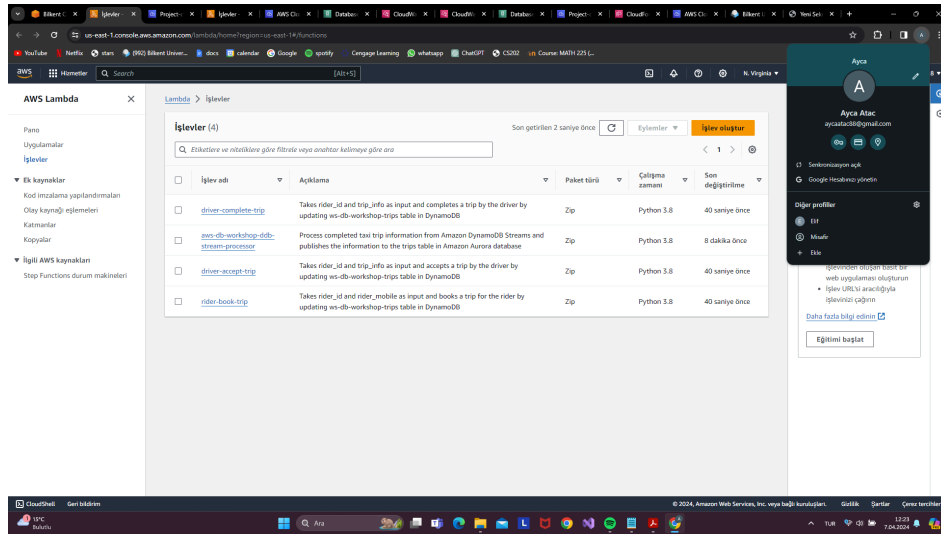 Bilkent C
İşlevler -
Project-
İşlevler -
AWS Clo
Databas
CloudWa
CloudWa
Databas
Project-
CloudFo
AWS Clo
Bilkent L
Yeni Sek
us-east-1.console.aws.amazon.com/lambda/home?region=us-east-1#/functions
YouTube Netflix stars (992) Bilkent Univer... docs calendar Google spotify Cengage Learning whatsapp ChatGPT CS202 Course: MATH 225 (...
aws Hizmetler Search [Alt+S] N. Virginia
Ayca
A
Ayca Atac
aycaatac88@gmail.com
Senkronizasyon açık
Google Hesabınızı yönetin
Diğer profiller
Elif
Misafir
Ekle
AWS Lambda
Pano
Uygulamalar
İşlevler
Ek kaynaklar
Kod imzalama yapılandırmaları
Olay kaynağı eşlemeleri
Katmanlar
Kopyalar
İlgili AWS kaynakları
Step Functions durum makineleri
Lambda > İşlevler
İşlevler (4) Son getirilen 2 saniye önce Eylemler İşlev oluştur
Etiketlere ve niteliklere göre filtrele veya anahtar kelimeye göre ara < 1 >
İşlev adı Açıklama Paket türü Çalışma zamanı Son değiştirilme
driver-complete-trip Takes rider_id and trip_info as input and completes a trip by the driver by Zip Python 3.8 40 saniye önce
updating ws-db-workshop-trips table in DynamoDB
aws-db-workshop-ddb- Process completed taxi trip information from Amazon DynamoDB Streams and Zip Python 3.8 8 dakika önce
stream-processor publishes the information to the trips table in Amazon Aurora database
driver-accept-trip Takes rider_id and trip_info as input and accepts a trip by the driver by Zip Python 3.8 40 saniye önce
updating ws-db-workshop-trips table in DynamoDB
rider-book-trip Takes rider_id and rider_mobile as input and books a trip for the rider by Zip Python 3.8 40 saniye önce
updating ws-db-workshop-trips table in DynamoDB
işlevinden oluşan basit bir
web uygulaması oluşturun
İşlev URL'si aracılığıyla
işlevinizi çağırın
Daha fazla bilgi edinin
Eğitimi başlat
CloudShell Geri bildirim © 2024, Amazon Web Services, Inc. veya bağlı kuruluşları. Gizlilik Şartlar Çerez tercihler
15°C
Bulutlu
Ara
TUR
12:23
7.04.2024